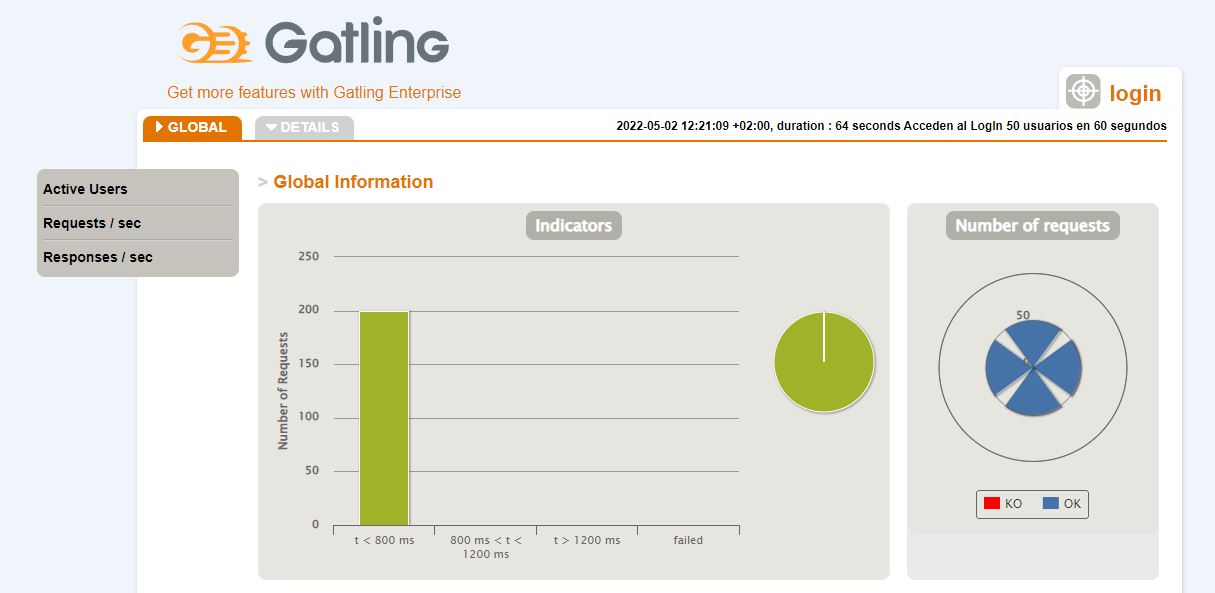 Gatling
Get more features with Gatling Enterprise
login
GLOBAL
DETAILS
2022-05-02 12:21:09 +02:00, duration : 64 seconds Acceden al LogIn 50 usuarios en 60 segundos
Active Users
Requests / sec
Responses / sec
> Global Information
Indicators
250
200
150
100
50
0
Number of Requests
t < 800 ms
800 ms < t <
1200 ms
t > 1200 ms
failed
Number of requests
50
0
KO
OK